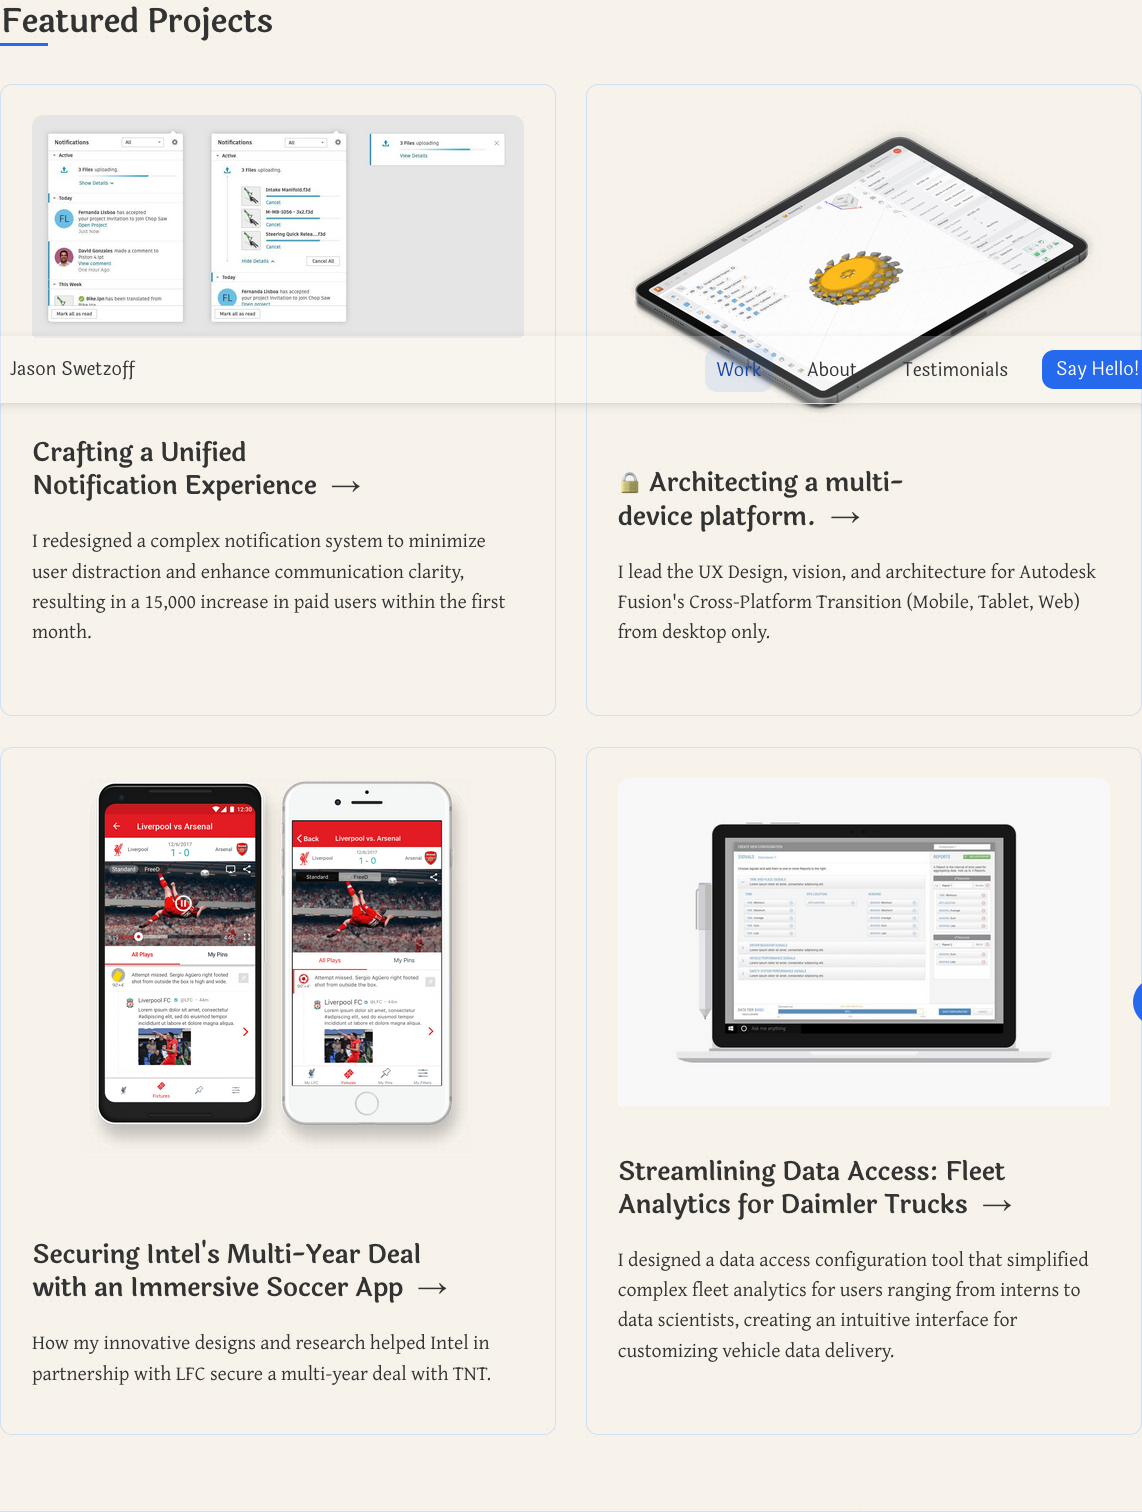 Featured Projects
Notifications
All
Active
3 Files uploading.
Show Details
Today
FL
Fernanda Lisboa has accepted
your project invitation to join Chop Saw
Open Project
Just Now
David Gonzales made a comment to
Piston 4.ipt
View comment
One Hour Ago
This Week
Bike.ipn has been translated from
Mark all as read
Notifications
All
Active
3 Files uploading.
Intake Manifold.f3d
Cancel
M-MB-1D56 - 3x2.f3d
Cancel
Steering Quick Relea....f3d
Cancel
Hide Details
Cancel All
Today
FL
Fernanda Lisboa has accepted
your project invitation to join Chop Saw
Open project
Mark all as read
3 Files uploading
View Details
Jason Swetzoff
Work
About
Testimonials
Say Hello!
Crafting a Unified
Notification Experience →
I redesigned a complex notification system to minimize
user distraction and enhance communication clarity,
resulting in a 15,000 increase in paid users within the first
month.
🔒 Architecting a multi-
device platform. →
I lead the UX Design, vision, and architecture for Autodesk
Fusion's Cross-Platform Transition (Mobile, Tablet, Web)
from desktop only.
12:30
Liverpool vs Arsenal
12/6/2017
Liverpool
1 - 0
Arsenal
Standard
FreeD
All Plays
My Pins
90'+4'
Attempt missed. Sergio Agüero right footed
shot from outside the box is high and wide.
Liverpool FC @LFC - 44m
Lorem ipsum dolor sit amet, consectetur
#adipiscing elit, sed do eiusmod tempor
incididunt ut labore et dolore magna aliqua.
Fixtures
Back
Liverpool vs. Arsenal
12/6/2017
Liverpool
1 - 0
Arsenal
Standard
FreeD
All Plays
My Pins
90'+4'
Attempt missed. Sergio Agüero right footed
shot from outside the box.
Liverpool FC @LFC - 44m
Lorem ipsum dolor sit amet, consectetur
#adipiscing elit, sed do eiusmod tempor
incididunt ut labore et dolore magna aliqua.
My LFC
Fixtures
My Pins
My Filters
CREATE NEW CONFIGURATION
SIGNALS
REPORTS
Ask me anything
Securing Intel's Multi-Year Deal
with an Immersive Soccer App →
How my innovative designs and research helped Intel in
partnership with LFC secure a multi-year deal with TNT.
Streamlining Data Access: Fleet
Analytics for Daimler Trucks →
I designed a data access configuration tool that simplified
complex fleet analytics for users ranging from interns to
data scientists, creating an intuitive interface for
customizing vehicle data delivery.